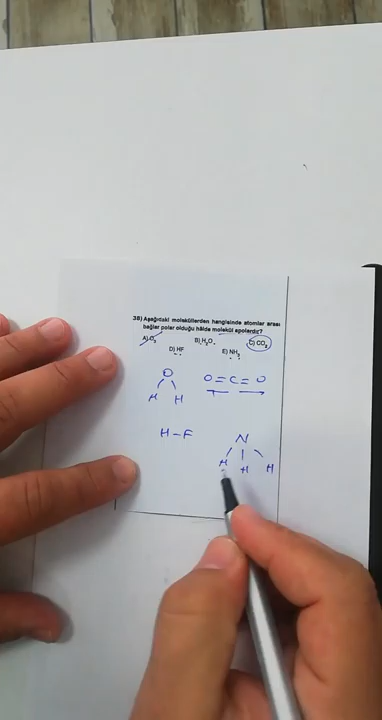 38) Aşağıdaki moleküllerden hangisinde atomlar arası
bağlar polar olduğu hâlde molekül apolardır?
A) O₃ B) H₂O C) CO₂
D) HF E) NH₃
O O=C=O
H H
H-F N
H H H